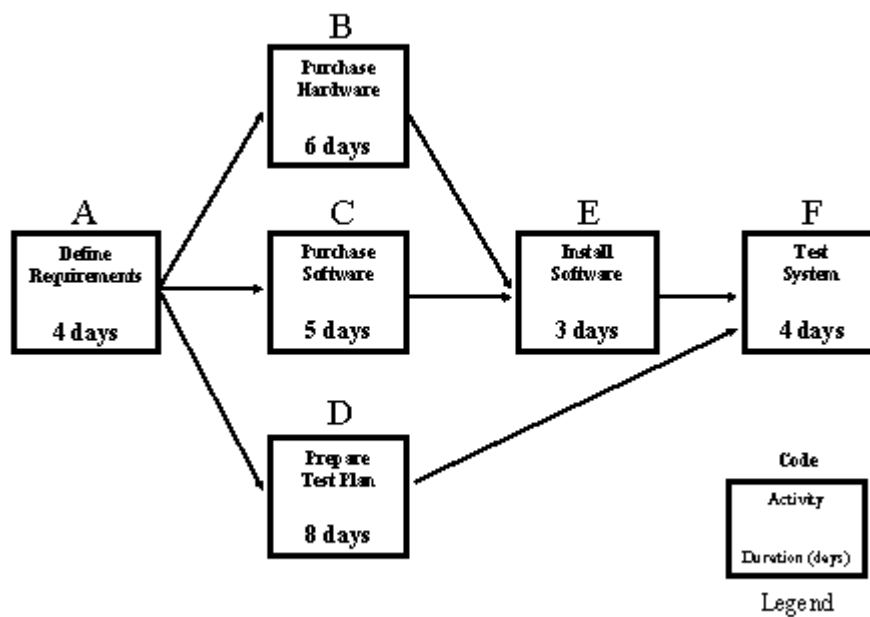 B
Purchase
Hardware
6 days
A
Define
Requirements
4 days
C
Purchase
Software
5 days
E
Install
Software
3 days
F
Test
System
4 days
D
Prepare
Test Plan
8 days
Code
Activity
Duration (days)
Legend